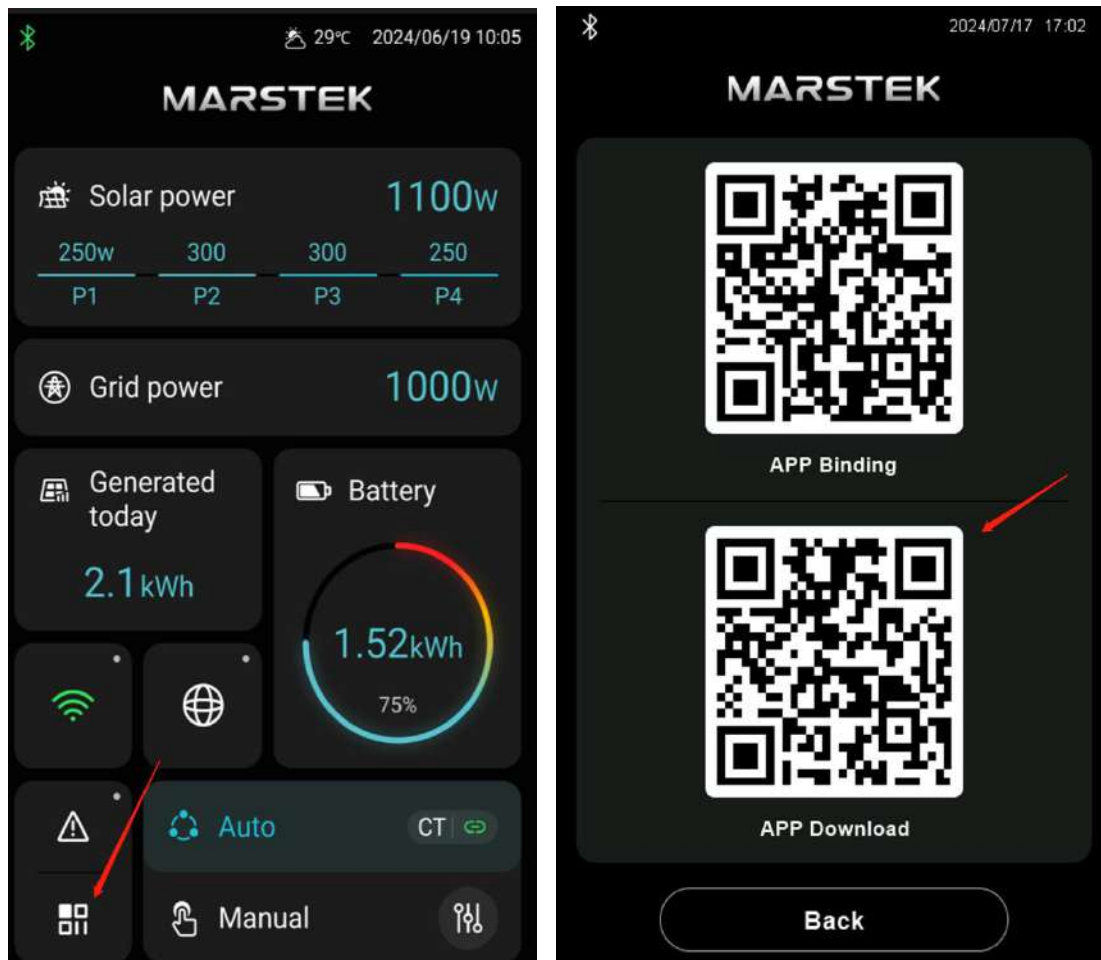 29°C 2024/06/19 10:05
MARSTEK
Solar power 1100W
250W 300 300 250
P1 P2 P3 P4
Grid power 1000W
Generated
today
2.1kWh
Battery
1.52kWh
75%
Auto CT
Manual
2024/07/17 17:02
MARSTEK
APP Binding
APP Download
Back